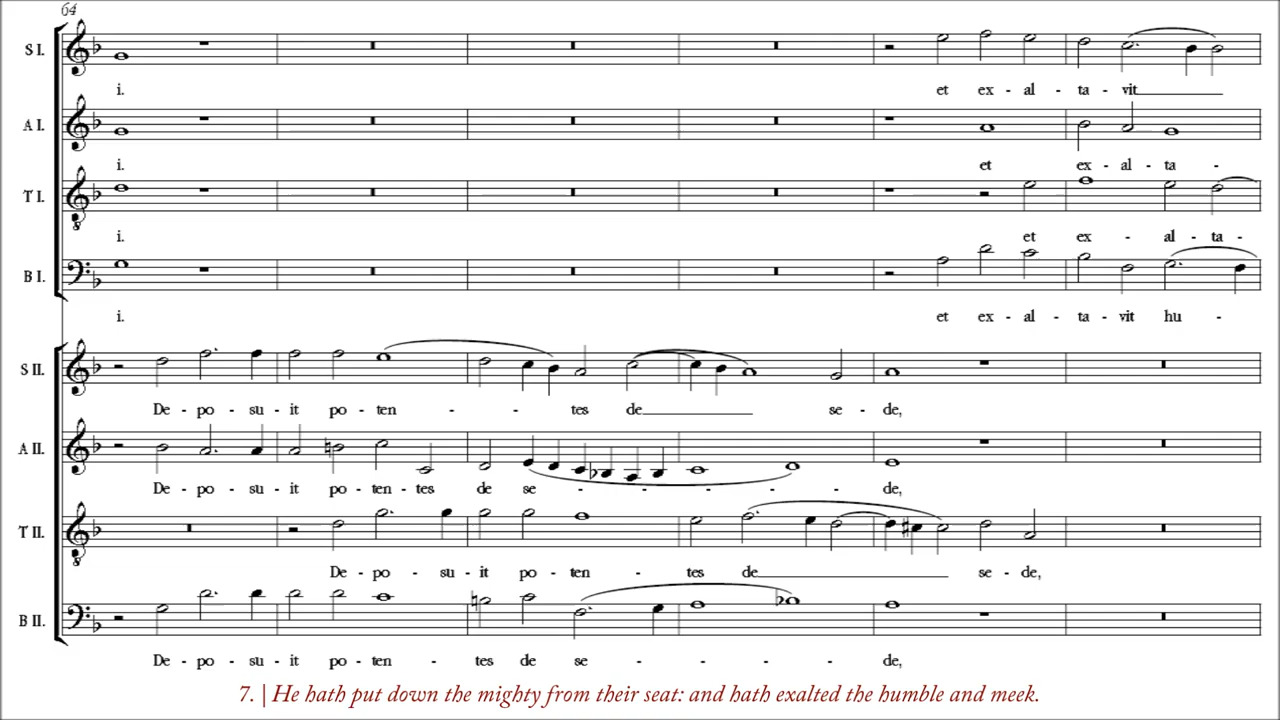 64
S I.
i. et ex - al - ta - vit
A I.
i. et ex - al - ta -
T I.
i. et ex - al - ta -
B I.
i. et ex - al - ta - vit hu -
S II.
De - po - su - it po - ten - - tes de se - de,
A II.
De - po - su - it po - ten - tes de se - - - - - - de,
T II.
De - po - su - it po - ten - tes de se - de,
B II.
De - po - su - it po - ten - tes de se - - - - de,
7. | He hath put down the mighty from their seat: and hath exalted the humble and meek.